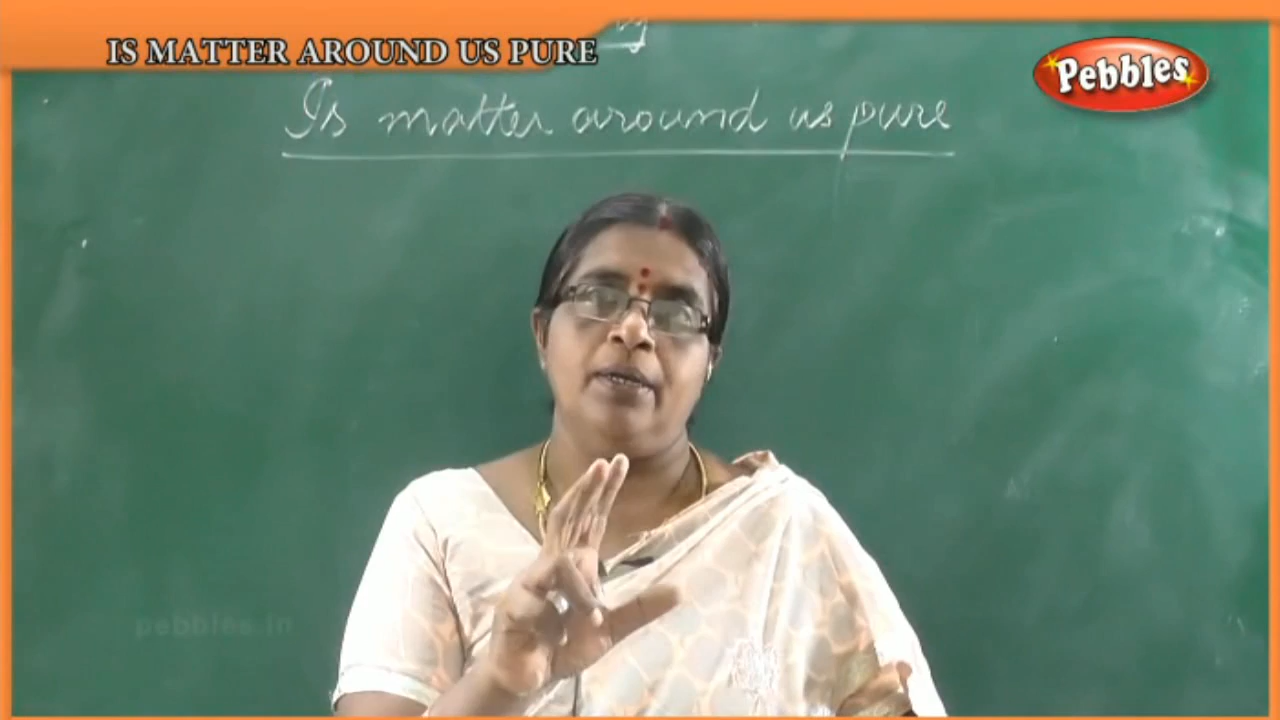 IS MATTER AROUND US PURE
Pebbles
Is matter around us pure
pebbles.in